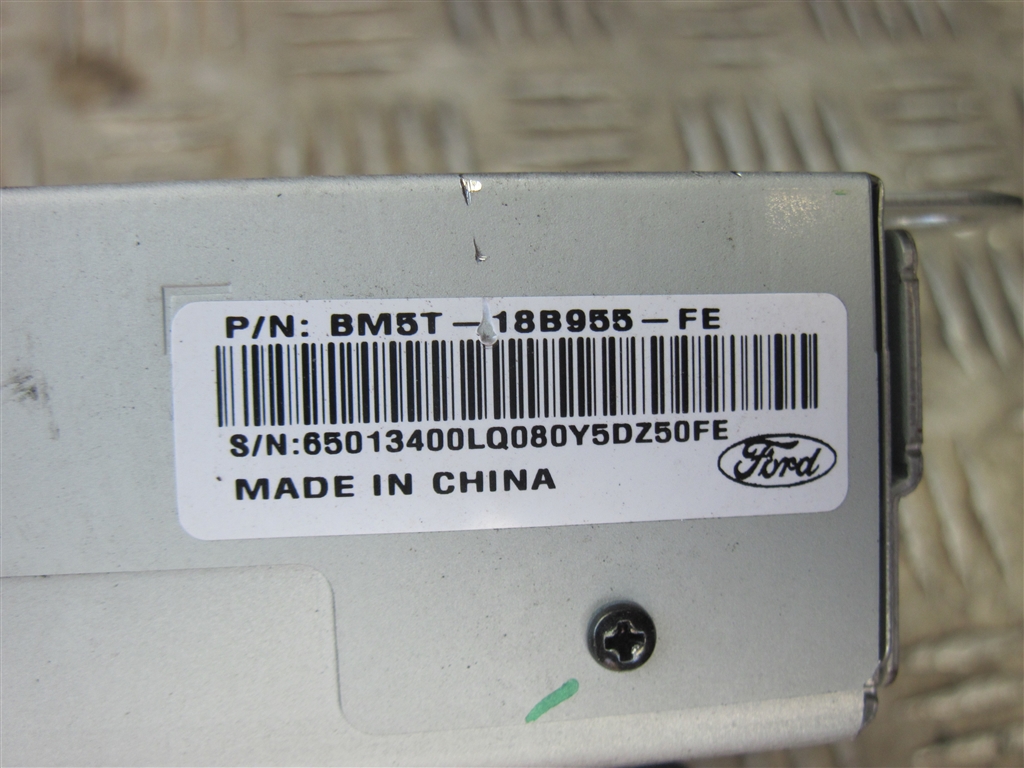 P/N: BM5T-18B955-FE
S/N:65013400LQ080Y5DZ50FE
Ford
MADE IN CHINA